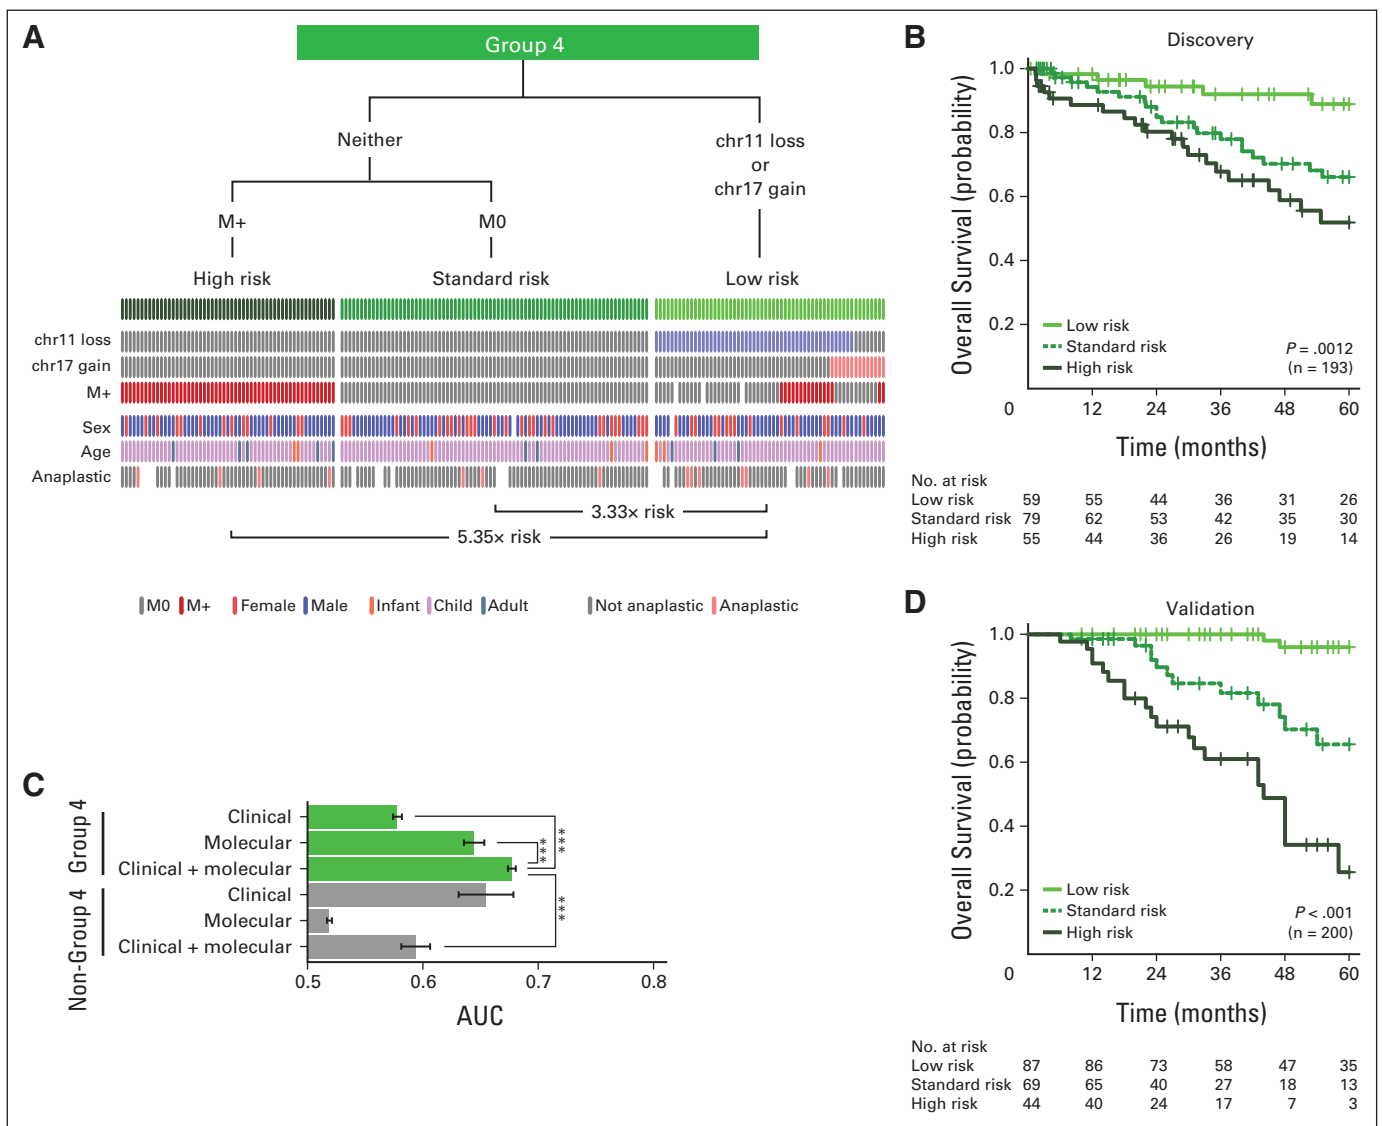 A
Group 4
Neither
chr11 loss
or
chr17 gain
M+
M0
High risk
Standard risk
Low risk
chr11 loss
chr17 gain
M+
Sex
Age
Anaplastic
3.33× risk
5.35× risk
M0
M+
Female
Male
Infant
Child
Adult
Not anaplastic
Anaplastic
B
Discovery
Overall Survival (probability)
1.0
0.8
0.6
0.4
0.2
Low risk
Standard risk
High risk
P = .0012
(n = 193)
0 12 24 36 48 60
Time (months)
No. at risk
Low risk 59 55 44 36 31 26
Standard risk 79 62 53 42 35 30
High risk 55 44 36 26 19 14
C
Group 4
Non-Group 4
Clinical
Molecular
Clinical + molecular
Clinical
Molecular
Clinical + molecular
***
***
***
0.5 0.6 0.7 0.8
AUC
D
Validation
Overall Survival (probability)
1.0
0.8
0.6
0.4
0.2
Low risk
Standard risk
High risk
P < .001
(n = 200)
0 12 24 36 48 60
Time (months)
No. at risk
Low risk 87 86 73 58 47 35
Standard risk 69 65 40 27 18 13
High risk 44 40 24 17 7 3